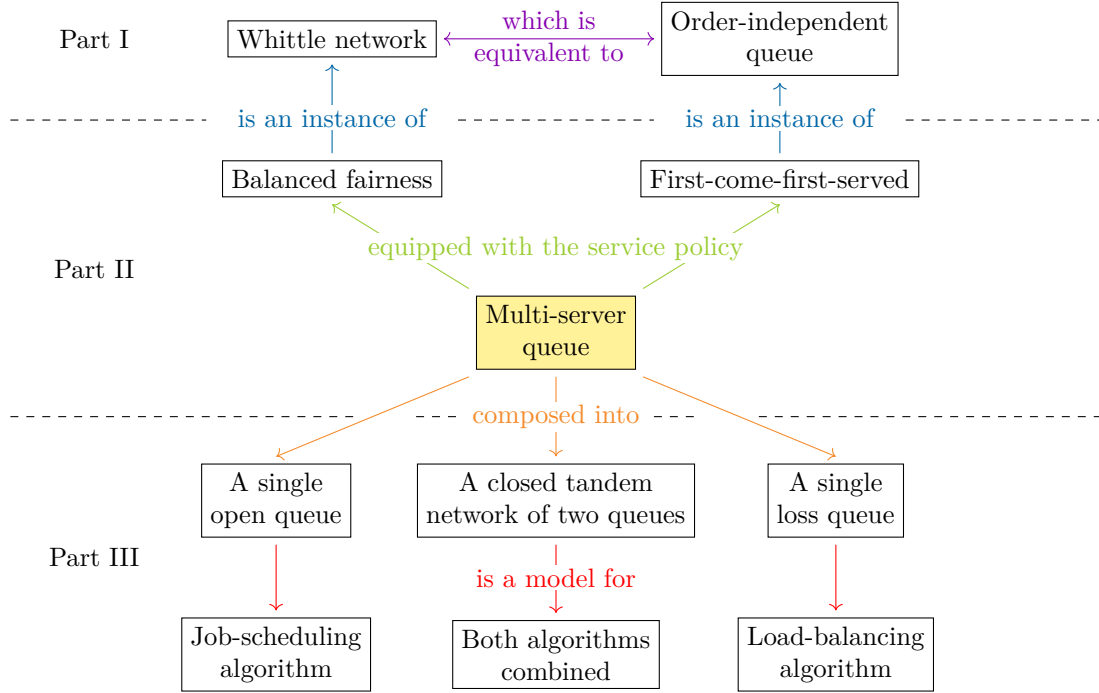 Part I
Whittle network
which is
equivalent to
Order-independent
queue
is an instance of
is an instance of
Balanced fairness
First-come-first-served
equipped with the service policy
Part II
Multi-server
queue
composed into
A single
open queue
A closed tandem
network of two queues
A single
loss queue
Part III
is a model for
Job-scheduling
algorithm
Both algorithms
combined
Load-balancing
algorithm